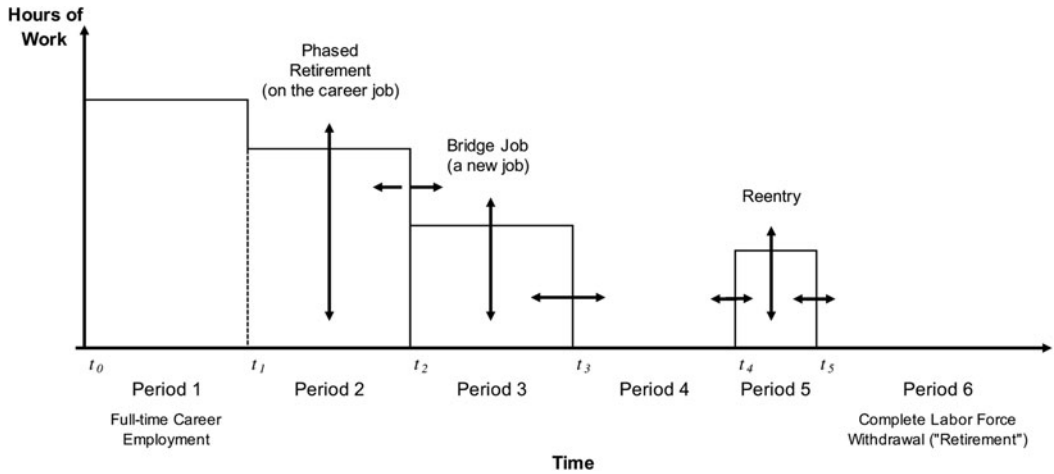 Hours of
Work
Phased
Retirement
(on the career job)
Bridge Job
(a new job)
Reentry
t0 t1 t2 t3 t4 t5
Period 1 Period 2 Period 3 Period 4 Period 5 Period 6
Full-time Career
Employment
Complete Labor Force
Withdrawal ("Retirement")
Time